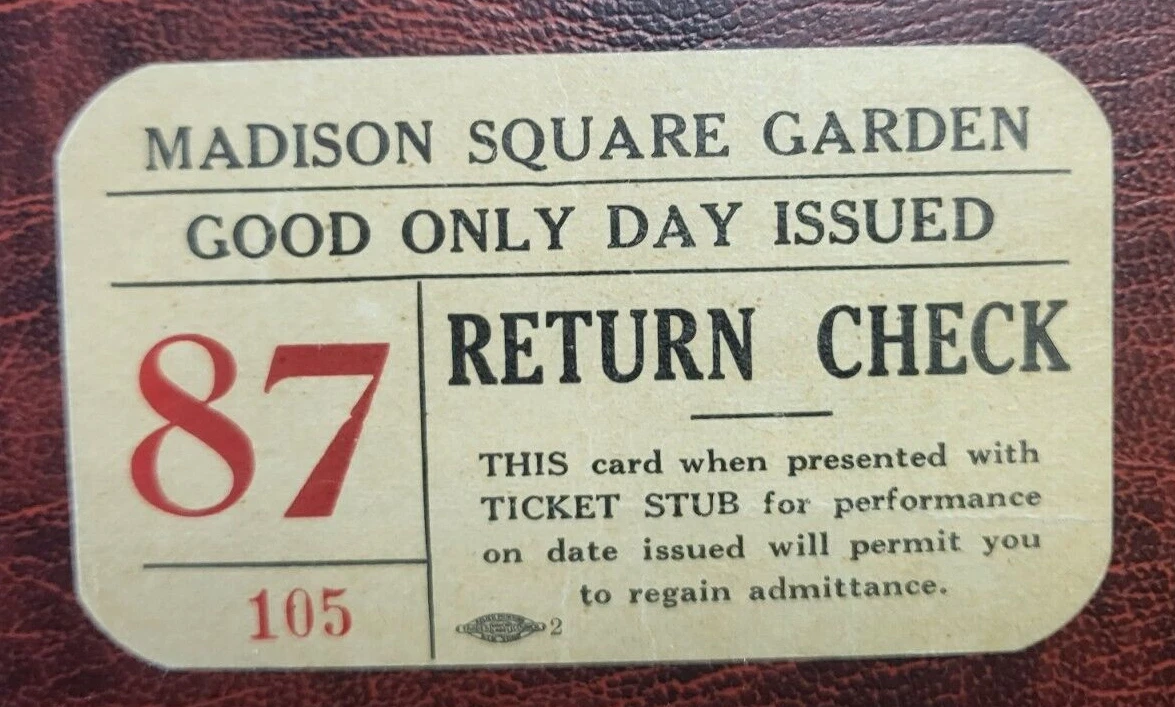 MADISON SQUARE GARDEN
GOOD ONLY DAY ISSUED
87
105
RETURN CHECK
THIS card when presented with
TICKET STUB for performance
on date issued will permit you
to regain admittance.
2